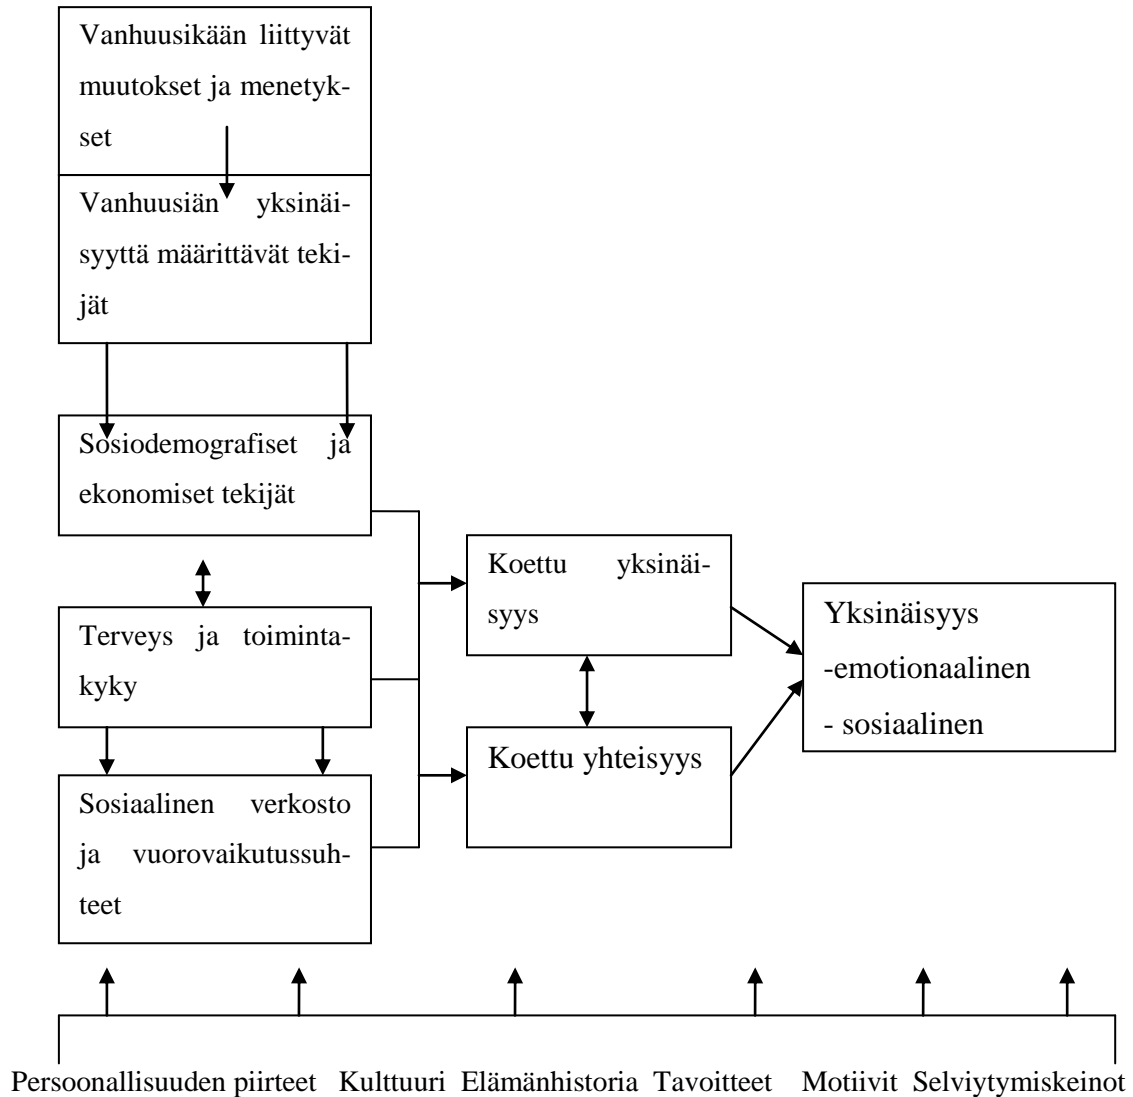 Vanhuusikään liittyvät
muutokset ja menetyk-
set
Vanhuusiän yksinäi-
syyttä määrittävät teki-
jät
Sosiodemografiset ja
ekonomiset tekijät
Terveys ja toiminta-
kyky
Sosiaalinen verkosto
ja vuorovaikutussuh-
teet
Koettu yksinäi-
syys
Koettu yhteisyys
Yksinäisyys
-emotionaalinen
- sosiaalinen
Persoonallisuuden piirteet Kulttuuri Elämänhistoria Tavoitteet Motiivit Selviytymiskeinot